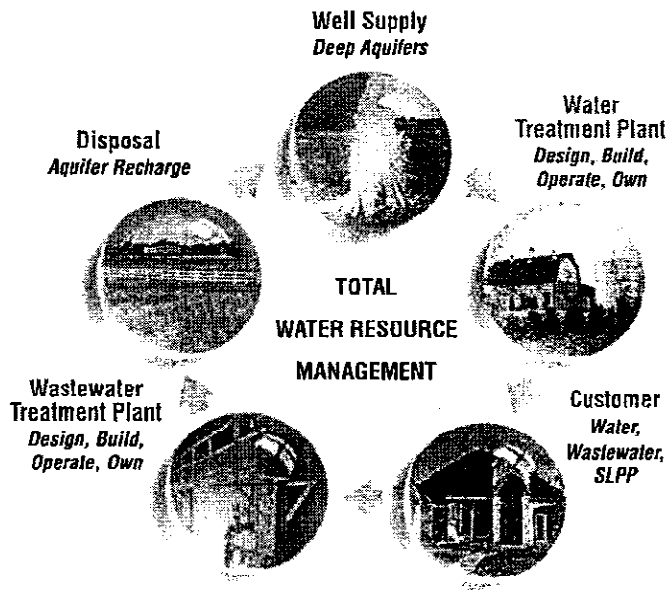 Well Supply
Deep Aquifers
Water
Treatment Plant
Design, Build,
Operate, Own
Disposal
Aquifer Recharge
TOTAL
WATER RESOURCE
MANAGEMENT
Customer
Water,
Wastewater,
SLPP
Wastewater
Treatment Plant
Design, Build,
Operate, Own